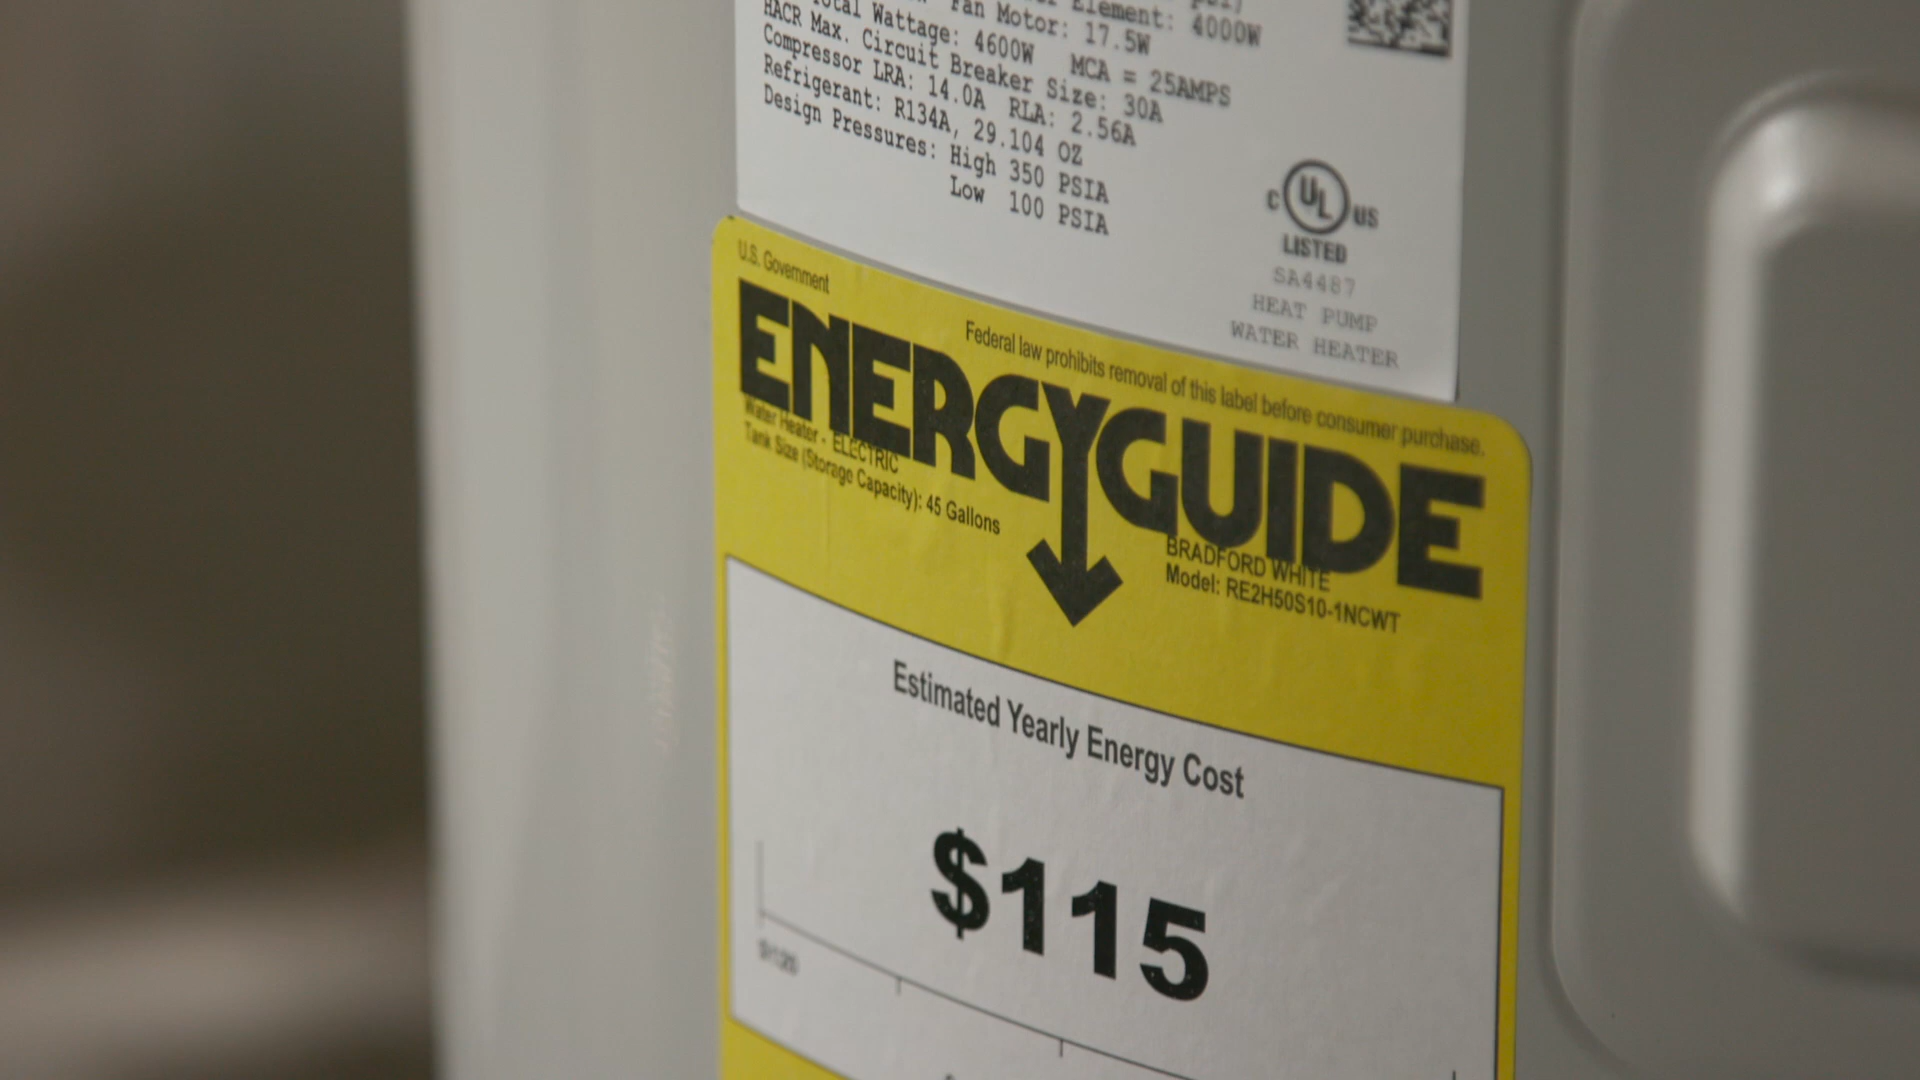 Element: 4000W
Fan Motor: 17.5W
Total Wattage: 4600W MCA = 25AMPS
HACR Max. Circuit Breaker Size: 30A
Compressor LRA: 14.0A RLA: 2.56A
Refrigerant: R134A, 29.104 OZ
Design Pressures: High 350 PSIA
Low 100 PSIA
C UL US
LISTED
SA4487
HEAT PUMP
WATER HEATER
U.S. Government
Federal law prohibits removal of this label before consumer purchase.
ENERGYGUIDE
Water Heater - ELECTRIC
Tank Size (Storage Capacity): 45 Gallons
BRADFORD WHITE
Model: RE2H50S10-1NCWT
Estimated Yearly Energy Cost
$115